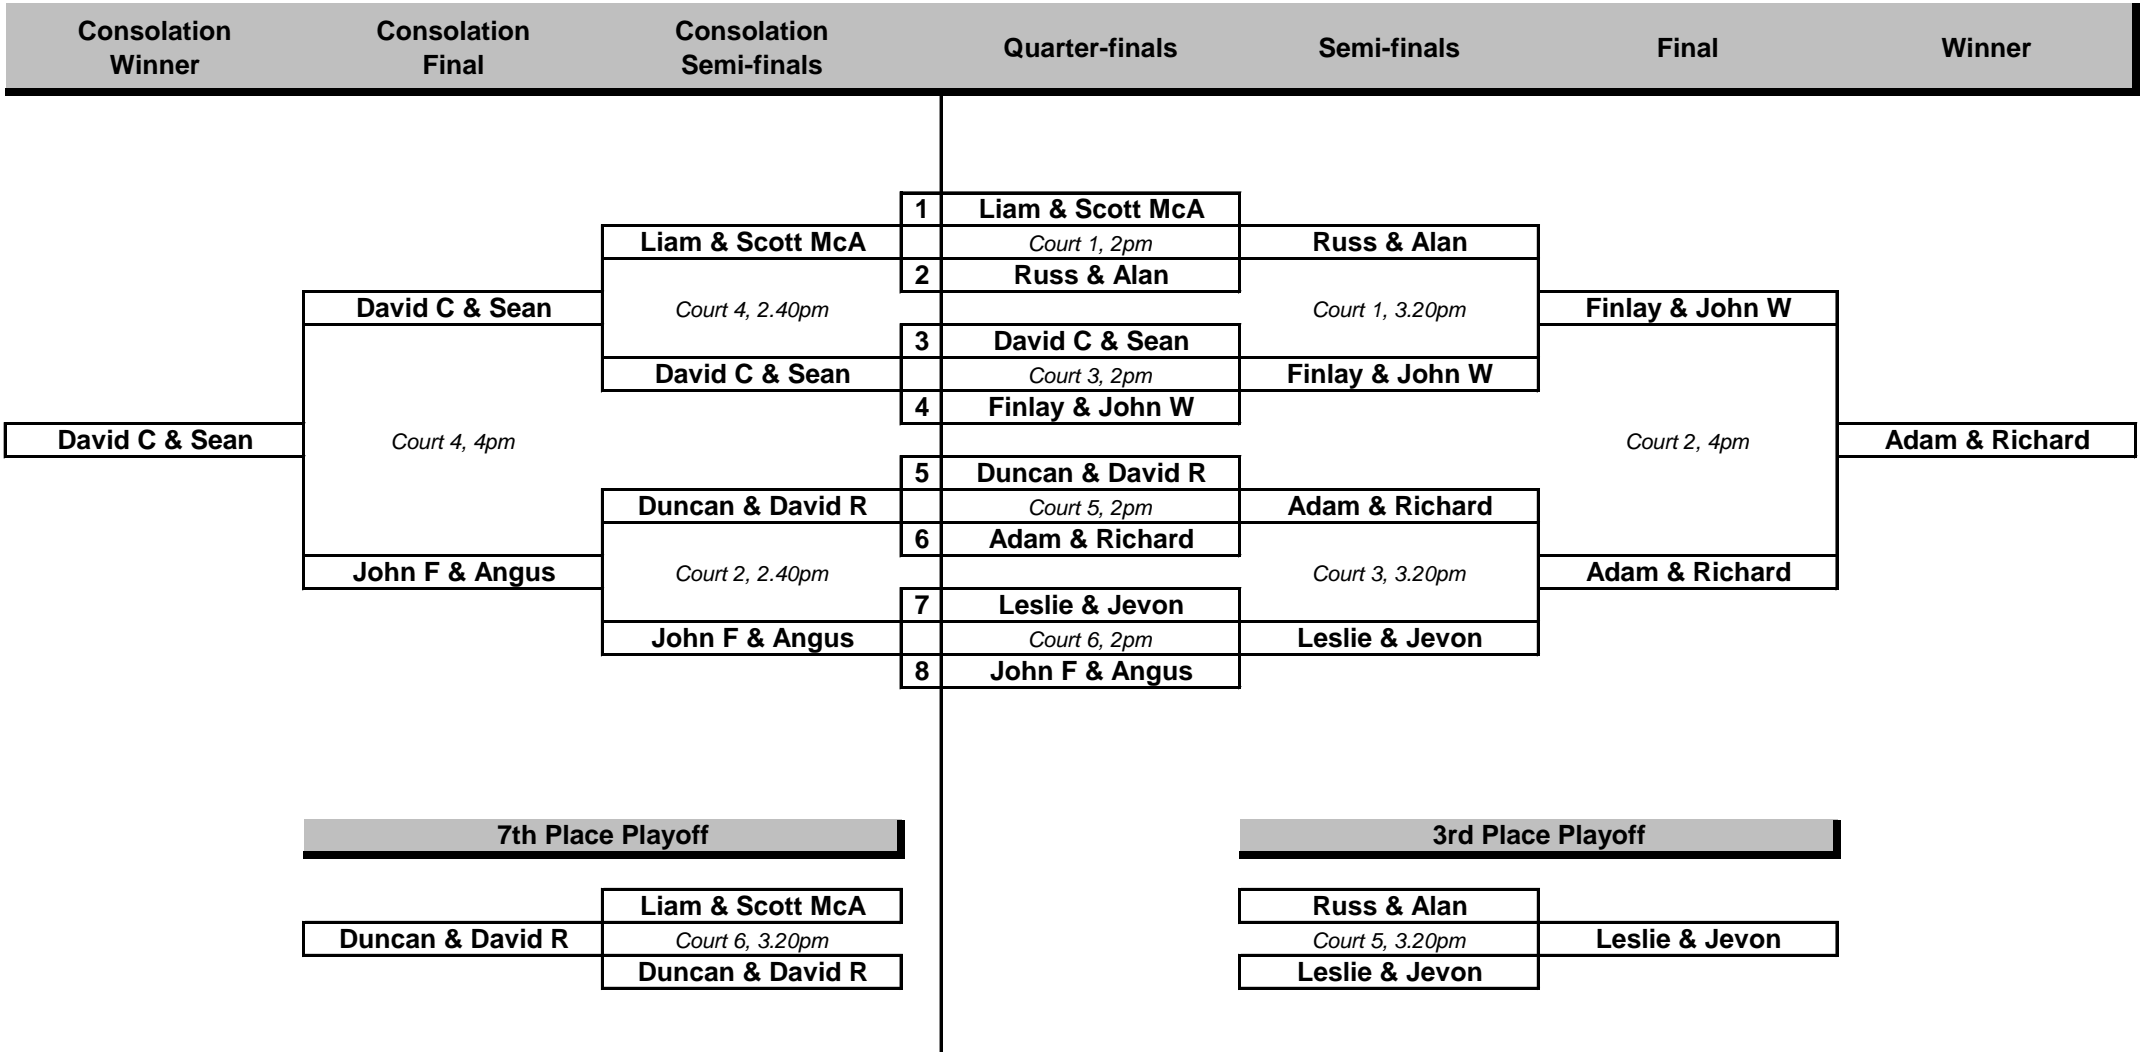 Consolation
Winner
Consolation
Final
Consolation
Semi-finals
Quarter-finals
Semi-finals
Final
Winner
1 Liam & Scott McA
Liam & Scott McA Court 1, 2pm Russ & Alan
2 Russ & Alan
David C & Sean Court 4, 2.40pm Court 1, 3.20pm Finlay & John W
3 David C & Sean
David C & Sean Court 3, 2pm Finlay & John W
4 Finlay & John W
David C & Sean Court 4, 4pm Court 2, 4pm Adam & Richard
5 Duncan & David R
Duncan & David R Court 5, 2pm Adam & Richard
6 Adam & Richard
John F & Angus Court 2, 2.40pm Court 3, 3.20pm Adam & Richard
7 Leslie & Jevon
John F & Angus Court 6, 2pm Leslie & Jevon
8 John F & Angus
7th Place Playoff
Liam & Scott McA
Duncan & David R Court 6, 3.20pm
Duncan & David R
3rd Place Playoff
Russ & Alan
Court 5, 3.20pm Leslie & Jevon
Leslie & Jevon